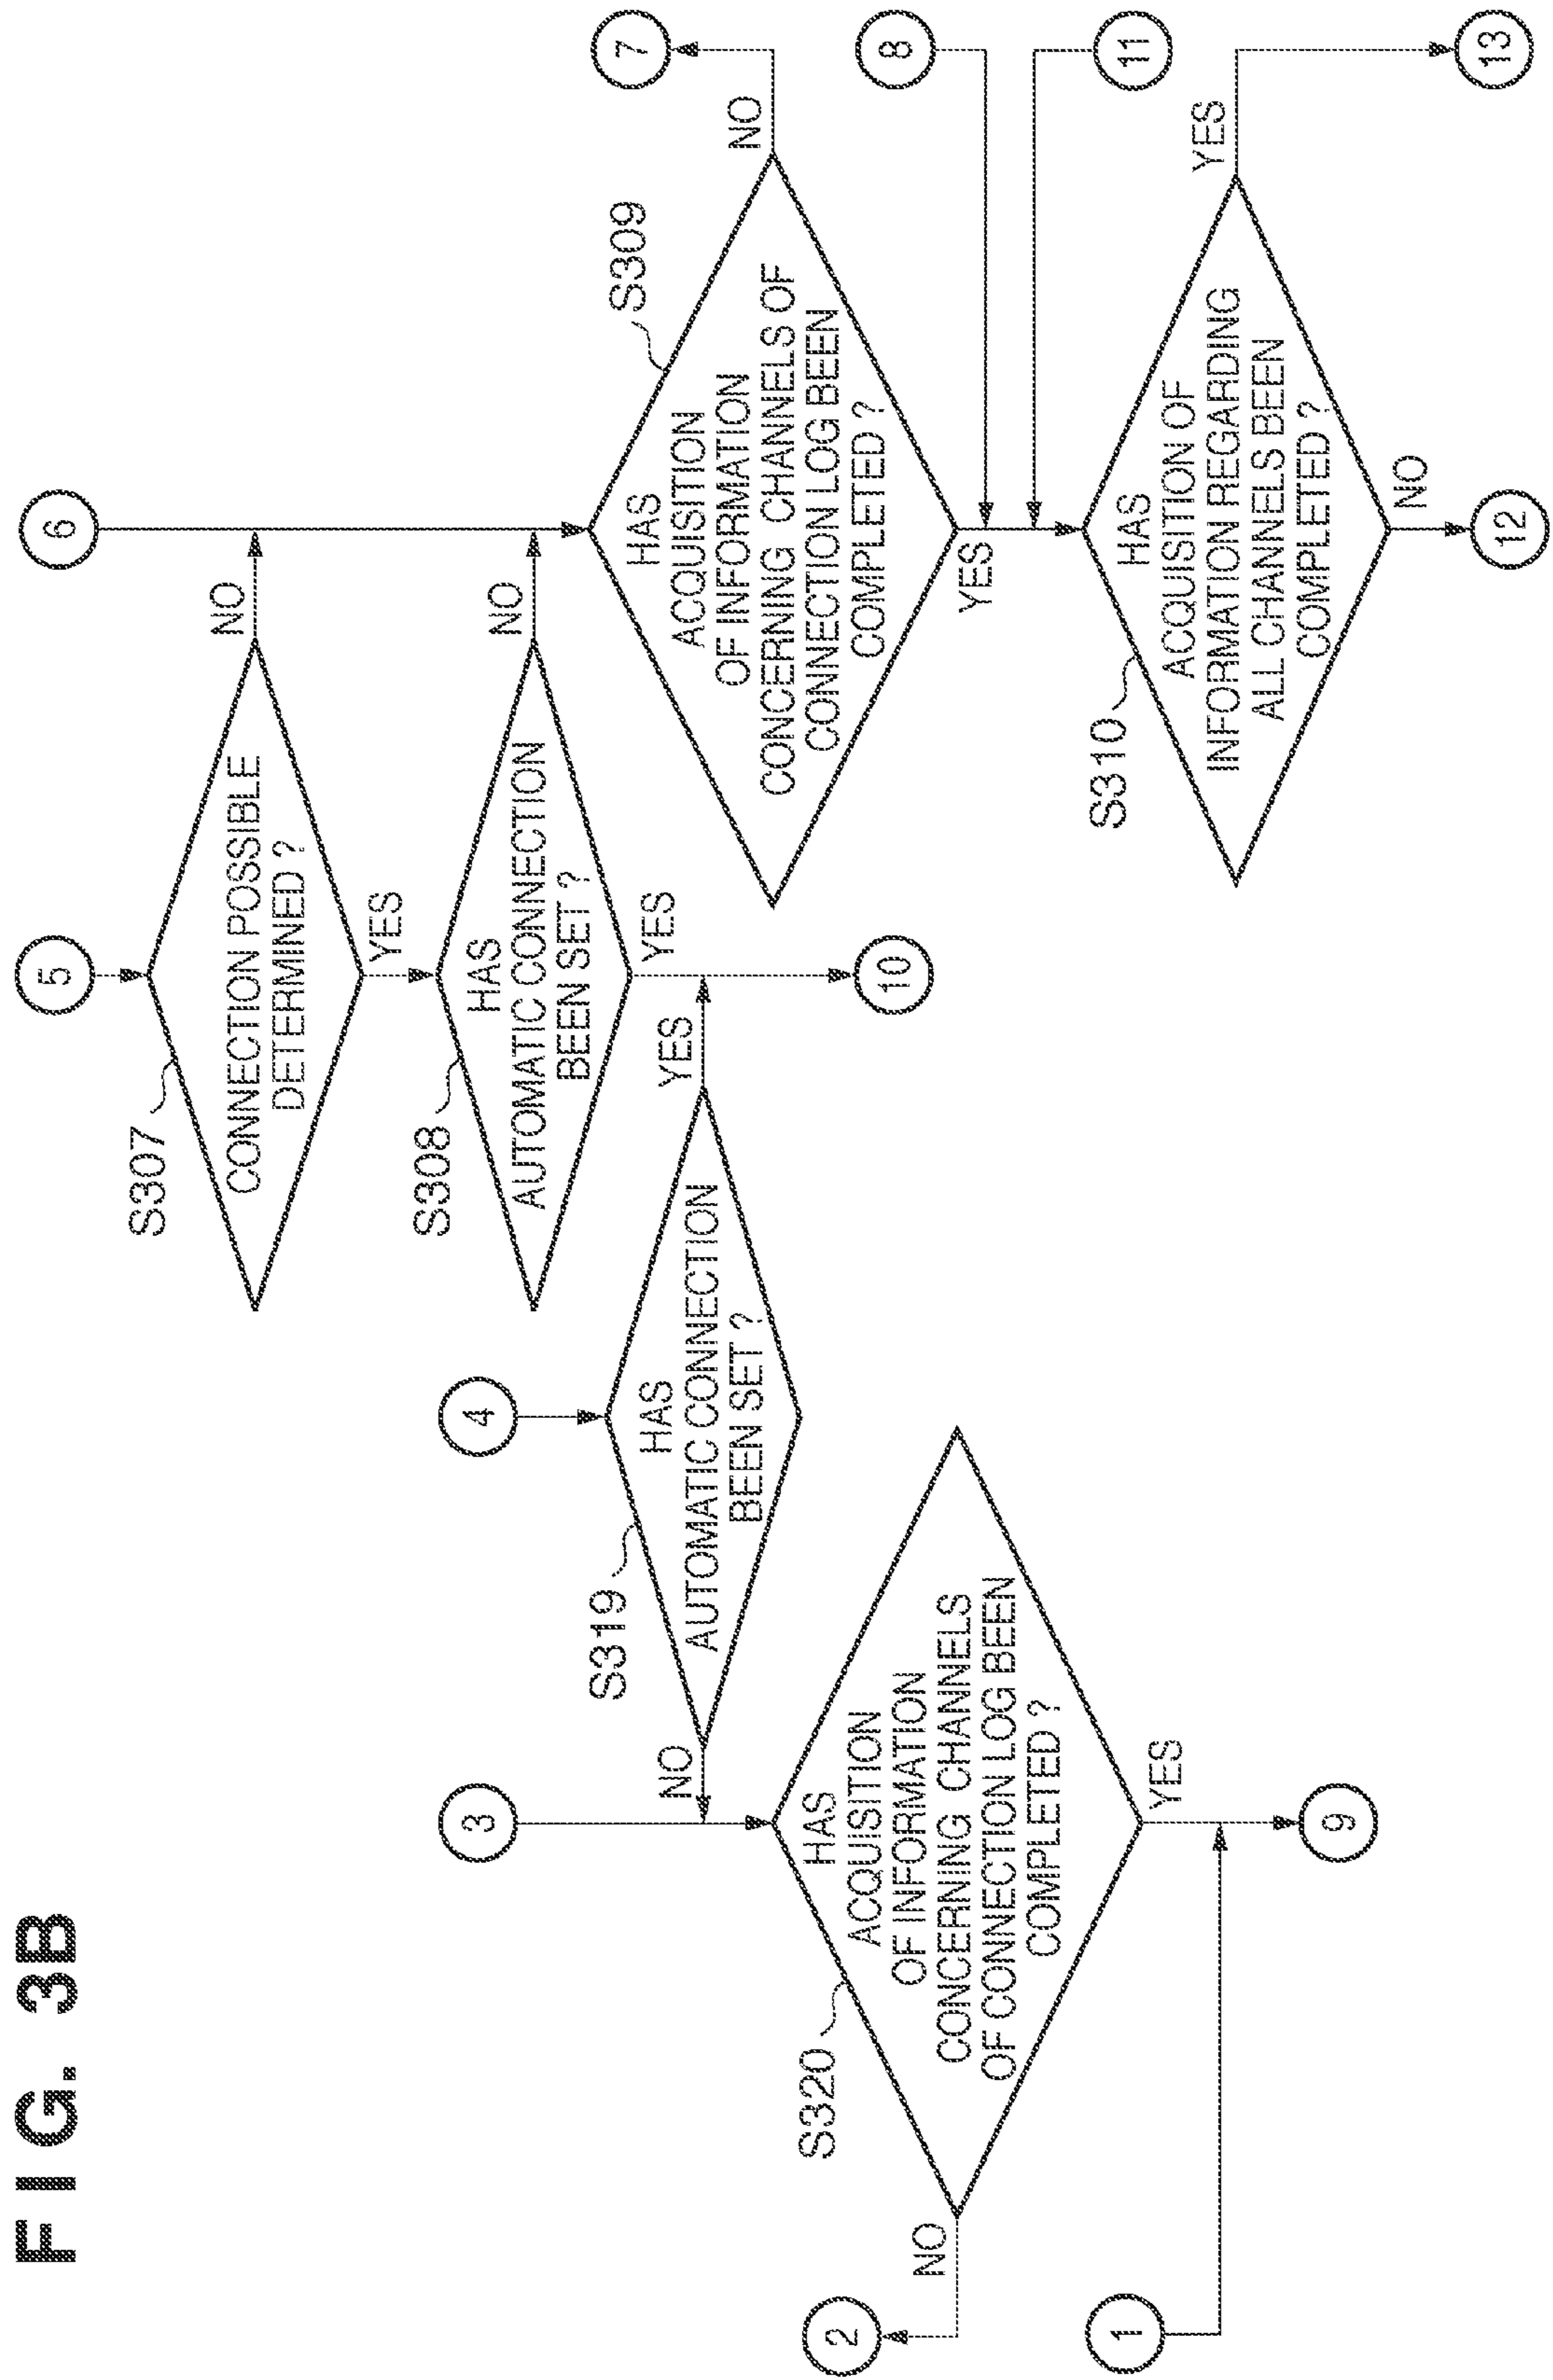 FIG. 3B
5
6
S307
CONNECTION POSSIBLE
DETERMINED ?
NO
YES
3
4
S308
HAS
AUTOMATIC CONNECTION
BEEN SET ?
NO
YES
S319
HAS
AUTOMATIC CONNECTION
BEEN SET ?
NO
YES
S309
HAS
ACQUISITION
OF INFORMATION
CONCERNING CHANNELS OF
CONNECTION LOG BEEN
COMPLETED ?
NO
7
YES
2
NO
S320
HAS
ACQUISITION
OF INFORMATION
CONCERNING CHANNELS
OF CONNECTION LOG BEEN
COMPLETED ?
YES
10
8
1
11
S310
HAS
ACQUISITION OF
INFORMATION REGARDING
ALL CHANNELS BEEN
COMPLETED ?
YES
NO
9
12
13